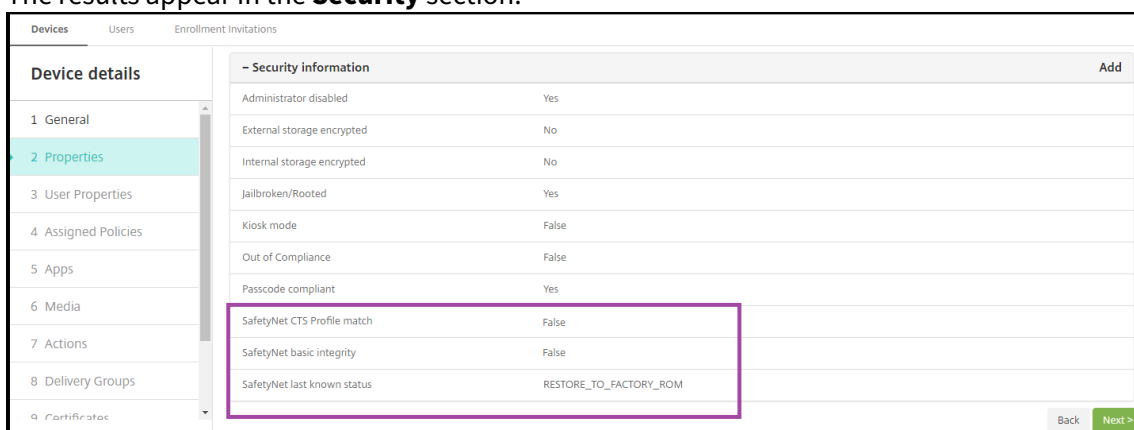 The results appear in the Security section.
Devices Users Enrollment Invitations
Device details
1 General
2 Properties
3 User Properties
4 Assigned Policies
5 Apps
6 Media
7 Actions
8 Delivery Groups
9 Certificates
– Security information Add
Administrator disabled Yes
External storage encrypted No
Internal storage encrypted No
Jailbroken/Rooted Yes
Kiosk mode False
Out of Compliance False
Passcode compliant Yes
SafetyNet CTS Profile match False
SafetyNet basic integrity False
SafetyNet last known status RESTORE_TO_FACTORY_ROM
Back Next >